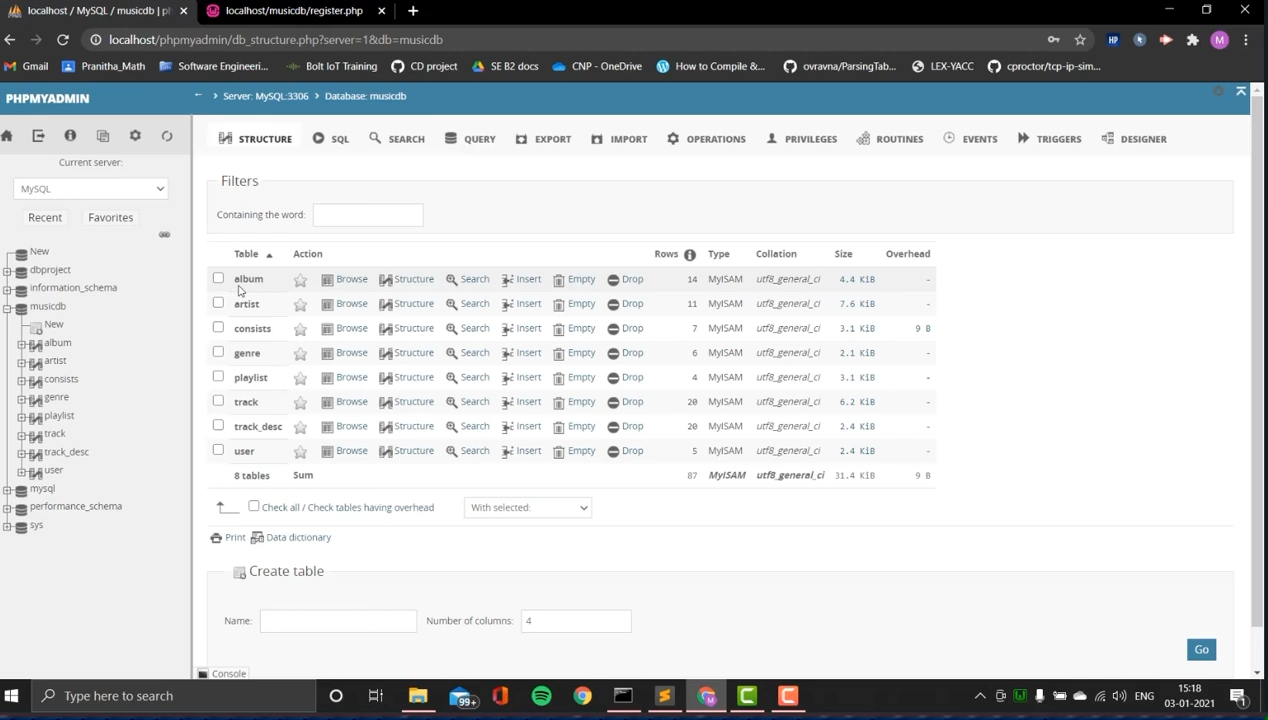 localhost / MySQL / musicdb | ph
localhost/musicdb/register.php
localhost/phpmyadmin/db_structure.php?server=1&db=musicdb
HP
M
Gmail
Pranitha_Math
Software Engineeri...
Bolt IoT Training
CD project
SE B2 docs
CNP - OneDrive
How to Compile &...
ovravna/ParsingTab...
LEX-YACC
cproctor/tcp-ip-sim...
PHPMYADMIN
Server: MySQL:3306
Database: musicdb
STRUCTURE
SQL
SEARCH
QUERY
EXPORT
IMPORT
OPERATIONS
PRIVILEGES
ROUTINES
EVENTS
TRIGGERS
DESIGNER
Current server:
MySQL
Recent
Favorites
New
dbproject
information_schema
musicdb
New
album
artist
consists
genre
playlist
track
track_desc
user
mysql
performance_schema
sys
Filters
Containing the word:
Table Action Rows Type Collation Size Overhead
album Browse Structure Search Insert Empty Drop 14 MyISAM utf8_general_ci 4.4 KiB -
artist Browse Structure Search Insert Empty Drop 11 MyISAM utf8_general_ci 7.6 KiB -
consists Browse Structure Search Insert Empty Drop 7 MyISAM utf8_general_ci 3.1 KiB 9 B
genre Browse Structure Search Insert Empty Drop 6 MyISAM utf8_general_ci 2.1 KiB -
playlist Browse Structure Search Insert Empty Drop 4 MyISAM utf8_general_ci 3.1 KiB -
track Browse Structure Search Insert Empty Drop 20 MyISAM utf8_general_ci 6.2 KiB -
track_desc Browse Structure Search Insert Empty Drop 20 MyISAM utf8_general_ci 2.4 KiB -
user Browse Structure Search Insert Empty Drop 5 MyISAM utf8_general_ci 2.4 KiB -
8 tables Sum 87 MyISAM utf8_general_ci 31.4 KiB 9 B
Check all / Check tables having overhead
With selected:
Print
Data dictionary
Create table
Name:
Number of columns: 4
Go
Console
Type here to search
99+
ENG
15:18
03-01-2021
1